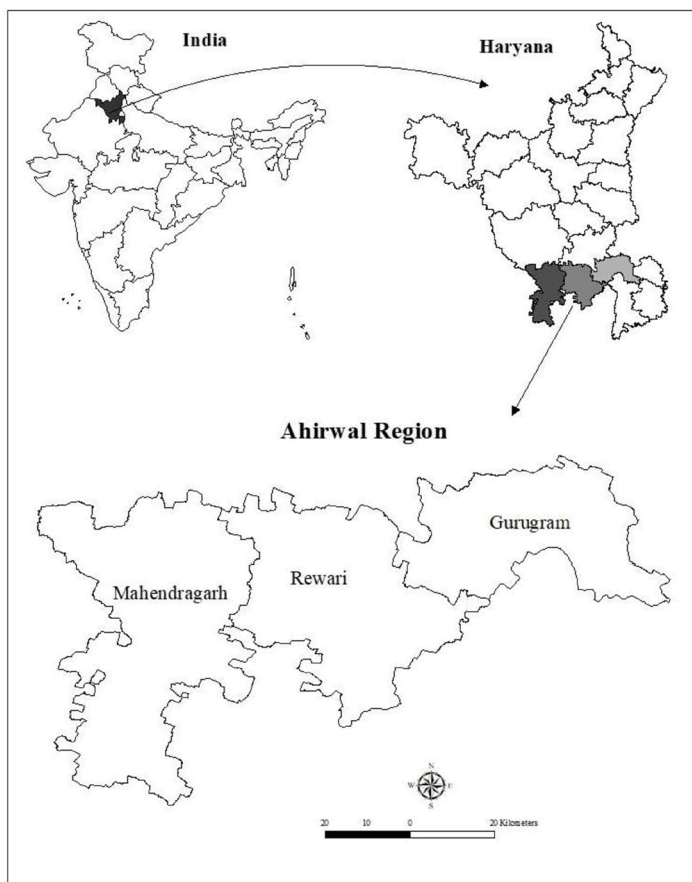 India
Haryana
Ahirwal Region
Gurugram
Rewari
Mahendragarh
N
W E
S
20 10 0 20 Kilometers